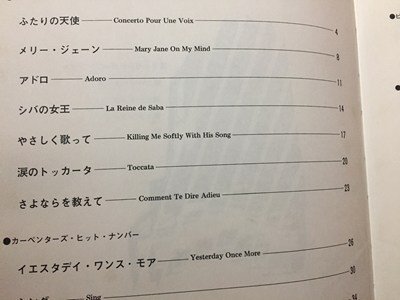 ふたりの天使 Concerto Pour Une Voix 4
メリー・ジェーン Mary Jane On My Mind 8
アドロ Adoro 11
シバの女王 La Reine de Saba 14
やさしく歌って Killing Me Softly With His Song 17
涙のトッカータ Toccata 20
さよならを教えて Comment Te Dire Adieu 23
●カーペンターズ・ヒット・ナンバー
イエスタデイ・ワンス・モア Yesterday Once More 26
Sing 30